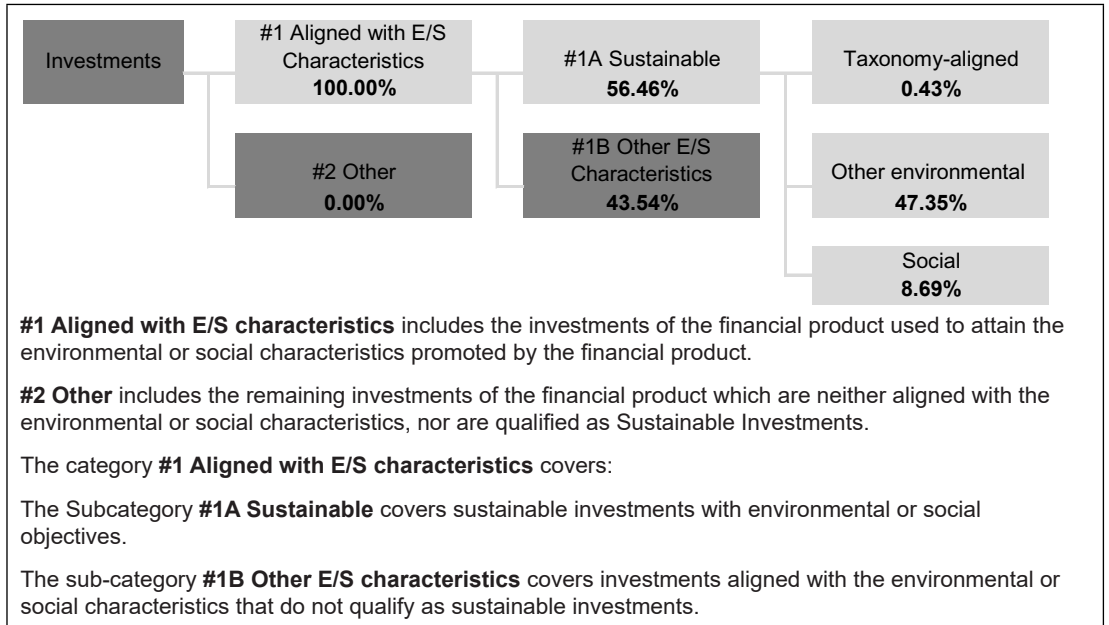 Investments
#1 Aligned with E/S
Characteristics
100.00%
#1A Sustainable
56.46%
Taxonomy-aligned
0.43%
#2 Other
0.00%
#1B Other E/S
Characteristics
43.54%
Other environmental
47.35%
Social
8.69%
#1 Aligned with E/S characteristics includes the investments of the financial product used to attain the
environmental or social characteristics promoted by the financial product.
#2 Other includes the remaining investments of the financial product which are neither aligned with the
environmental or social characteristics, nor are qualified as Sustainable Investments.
The category #1 Aligned with E/S characteristics covers:
The Subcategory #1A Sustainable covers sustainable investments with environmental or social
objectives.
The sub-category #1B Other E/S characteristics covers investments aligned with the environmental or
social characteristics that do not qualify as sustainable investments.